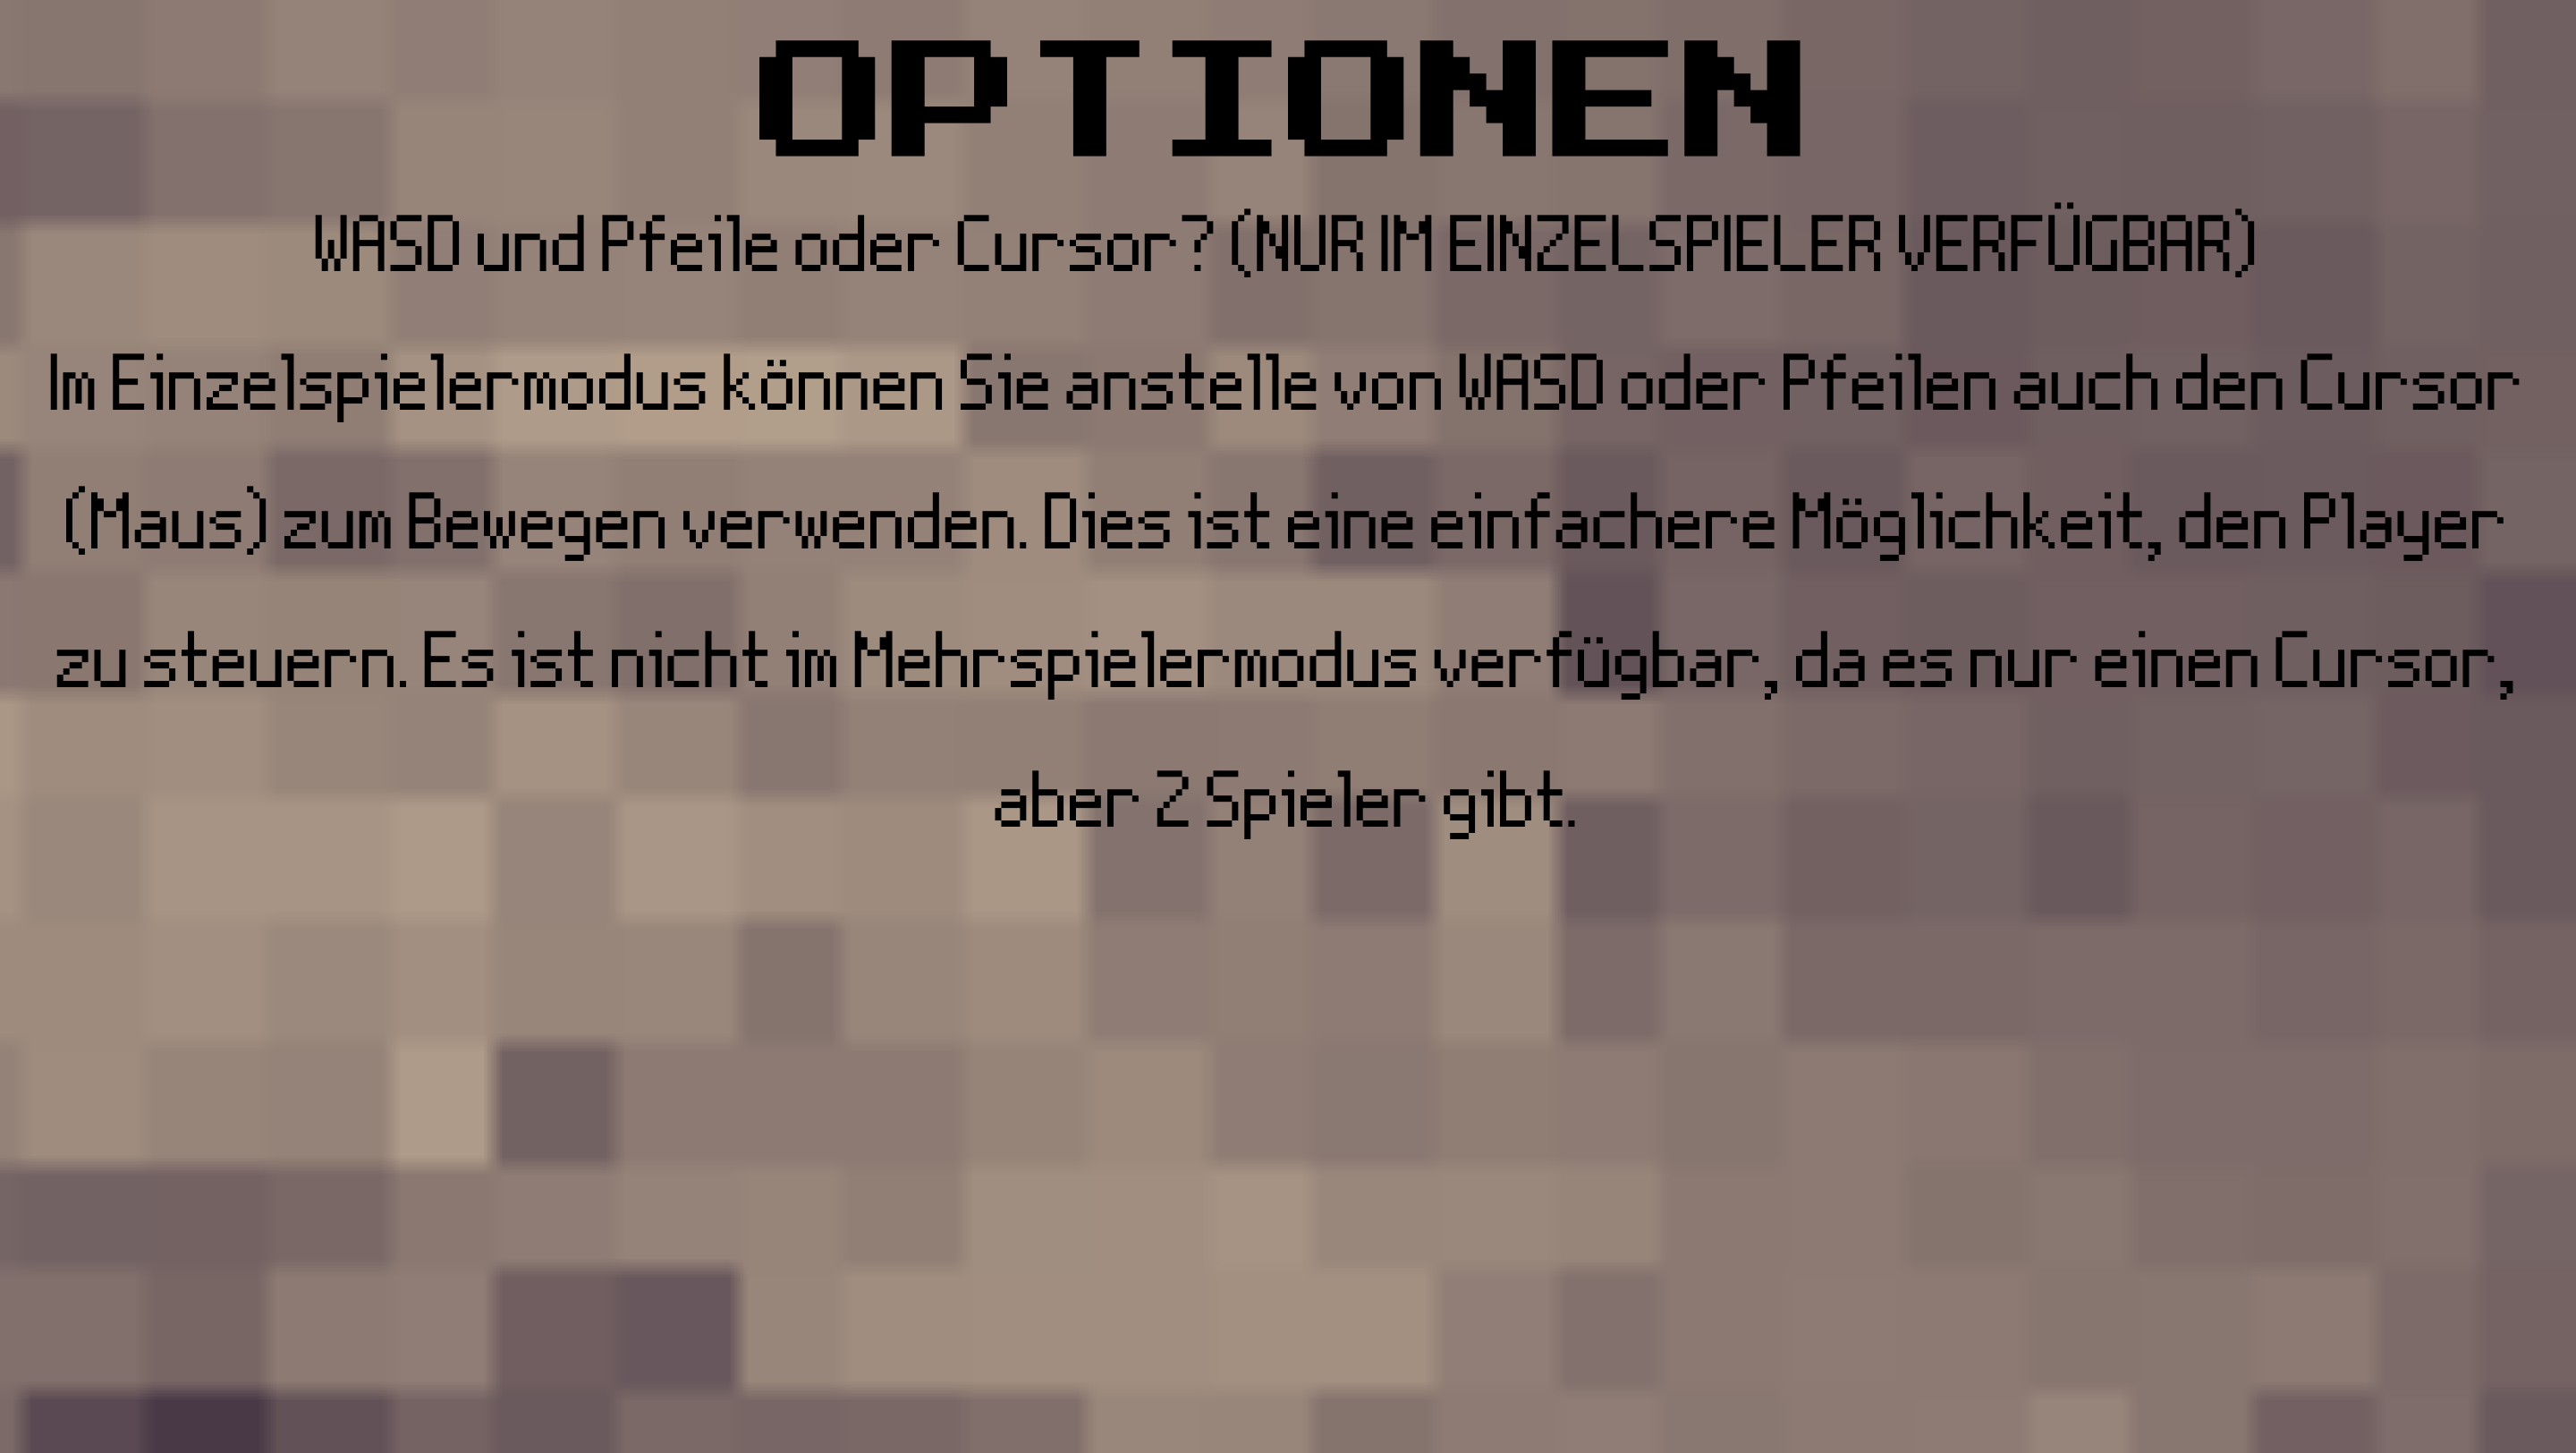 OPTIONEN
WASD und Pfeile oder Cursor? (NUR IM EINZELSPIELER VERFÜGBAR)
Im Einzelspielermodus können Sie anstelle von WASD oder Pfeilen auch den Cursor
(Maus) zum Bewegen verwenden. Dies ist eine einfachere Möglichkeit, den Player
zu steuern. Es ist nicht im Mehrspielermodus verfügbar, da es nur einen Cursor,
aber 2 Spieler gibt.